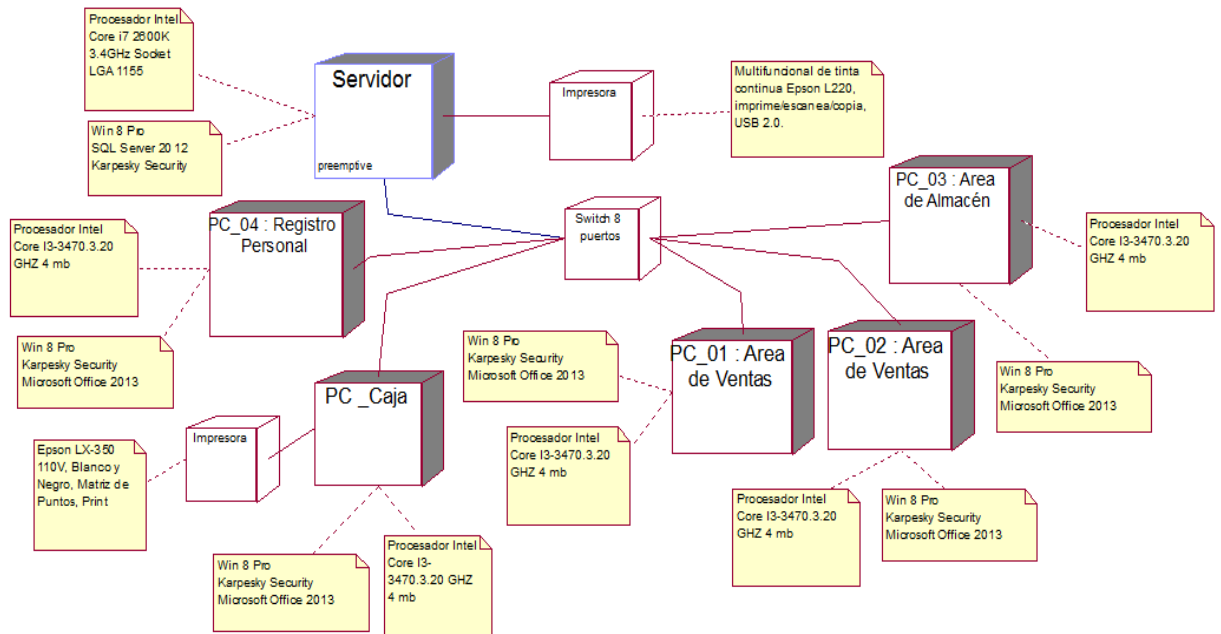 Procesador Intel
Core i7 2600K
3.4GHz Socket
LGA 1155
Servidor
preemptive
Impresora
Multifuncional de tinta
continua Epson L220,
imprime/escanea/copia,
USB 2.0.
Win 8 Pro
SQL Server 2012
Karpesky Security
PC_03 : Area
de Almacén
Procesador Intel
Core I3-3470.3.20
GHZ 4 mb
PC_04 : Registro
Personal
Switch 8
puertos
Procesador Intel
Core I3-3470.3.20
GHZ 4 mb
Win 8 Pro
Karpesky Security
Microsoft Office 2013
Win 8 Pro
Karpesky Security
Microsoft Office 2013
PC_01 : Area
de Ventas
PC_02 : Area
de Ventas
Win 8 Pro
Karpesky Security
Microsoft Office 2013
PC _Caja
Impresora
Epson LX-350
110V, Blanco y
Negro, Matriz de
Puntos, Print
Procesador Intel
Core I3-3470.3.20
GHZ 4 mb
Procesador Intel
Core I3-3470.3.20
GHZ 4 mb
Win 8 Pro
Karpesky Security
Microsoft Office 2013
Win 8 Pro
Karpesky Security
Microsoft Office 2013
Procesador Intel
Core I3-
3470.3.20 GHZ
4 mb